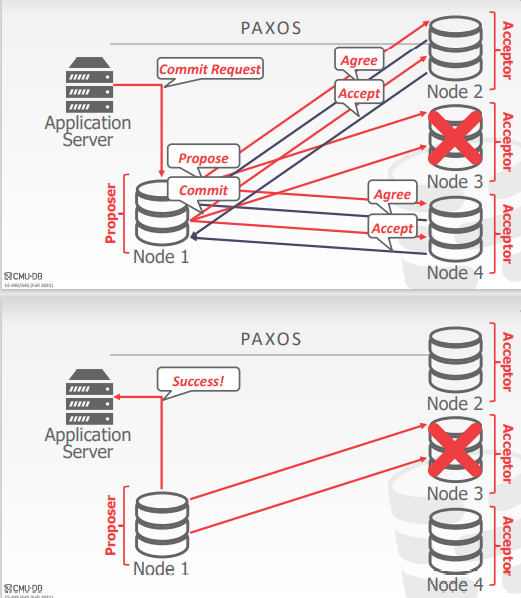 PAXOS
Commit Request
Agree
Accept
Node 2
Acceptor
Application
Server
Propose
Commit
Node 3
Acceptor
Agree
Accept
Proposer
Node 1
Node 4
Acceptor
CMU-DB
15-445/645 (Fall 2021)
PAXOS
Success!
Node 2
Acceptor
Application
Server
Node 3
Acceptor
Proposer
Node 1
Node 4
Acceptor
CMU-DB
15-445/645 (Fall 2021)